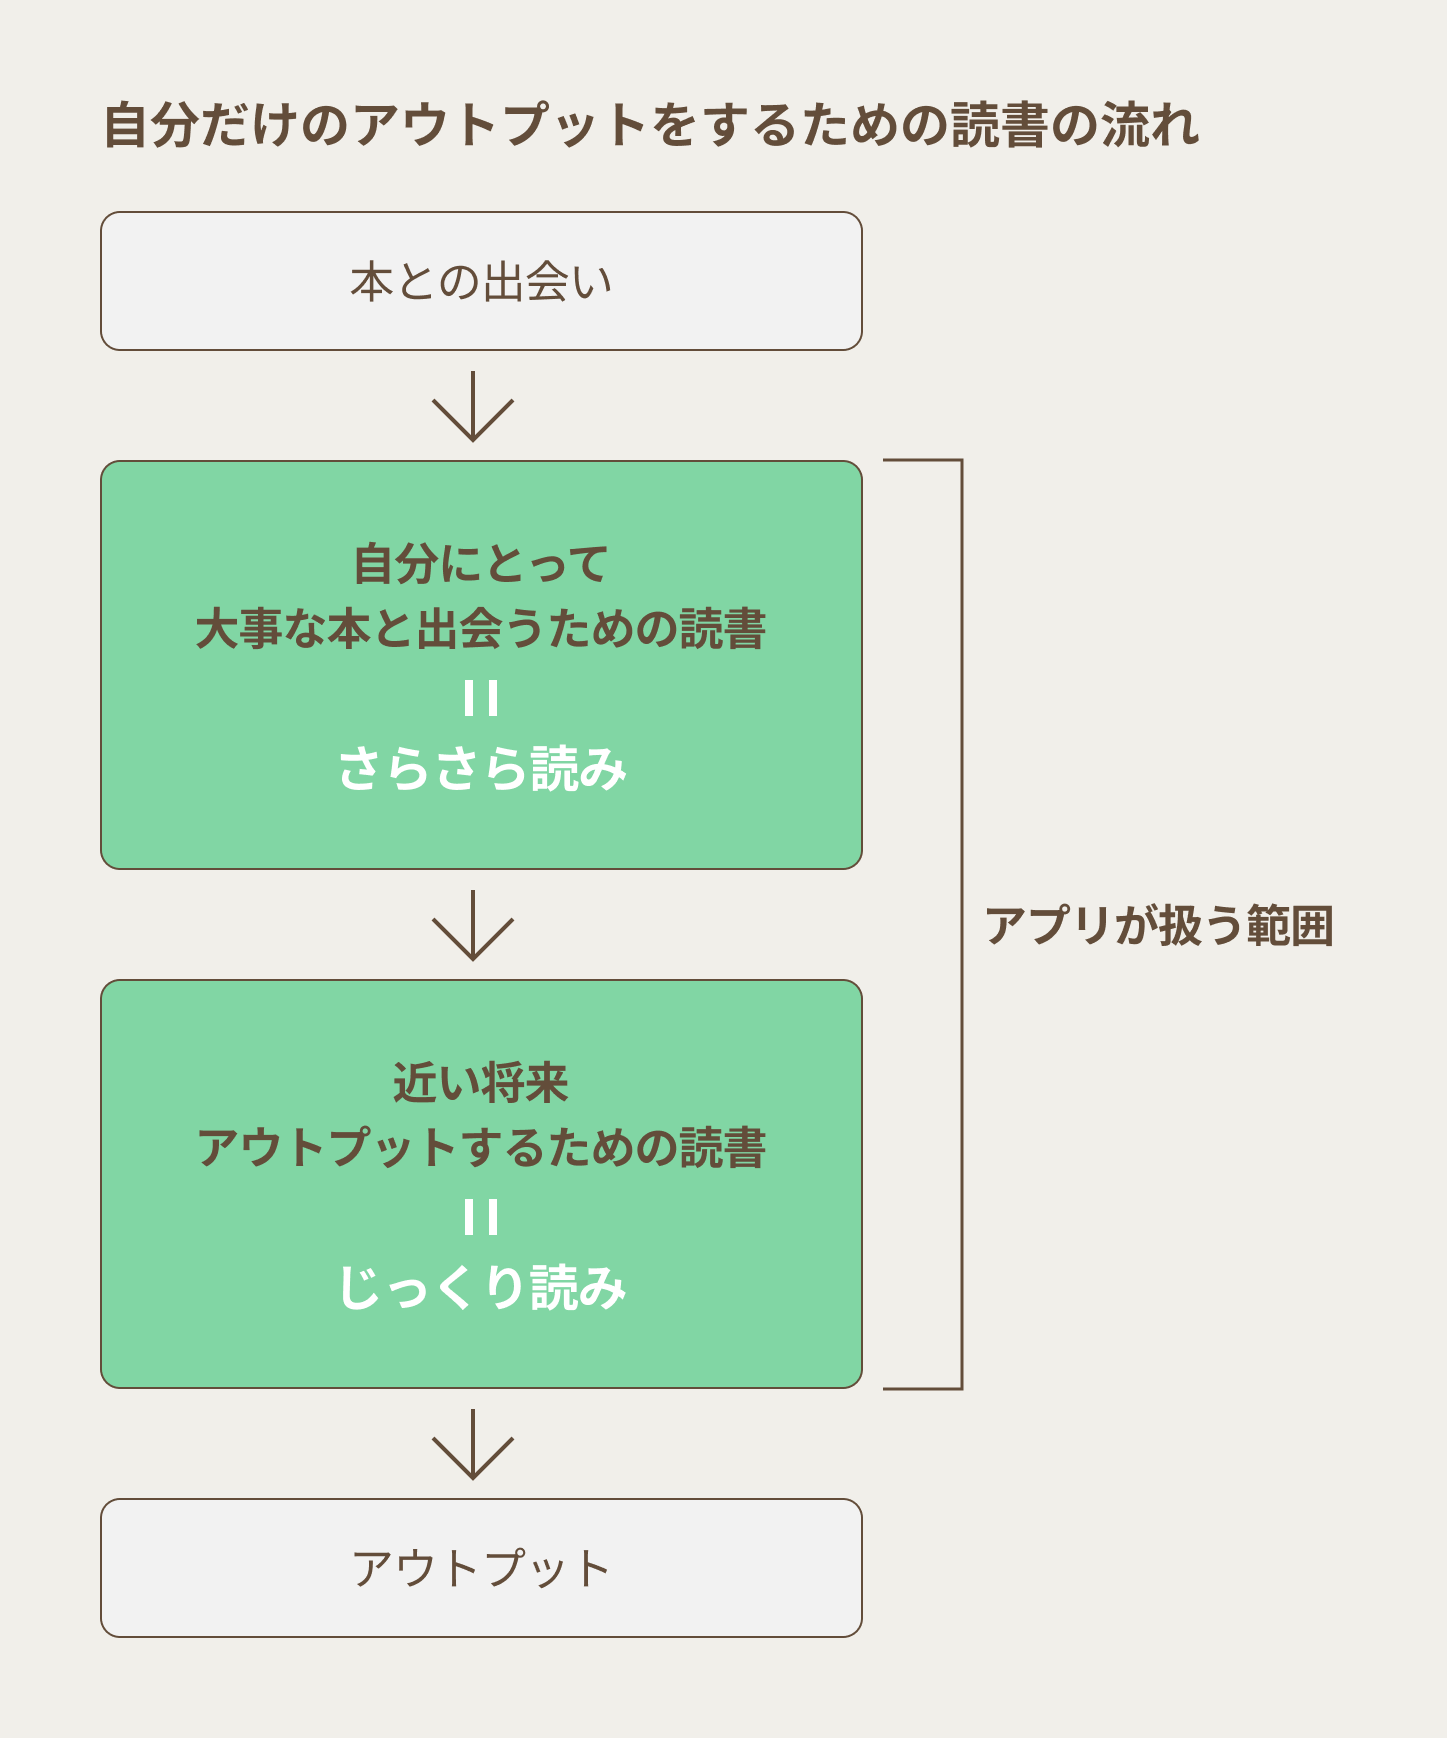 自分だけのアウトプットをするための読書の流れ
本との出会い
自分にとって
大事な本と出会うための読書
さらさら読み
アプリが扱う範囲
近い将来
アウトプットするための読書
じっくり読み
アウトプット